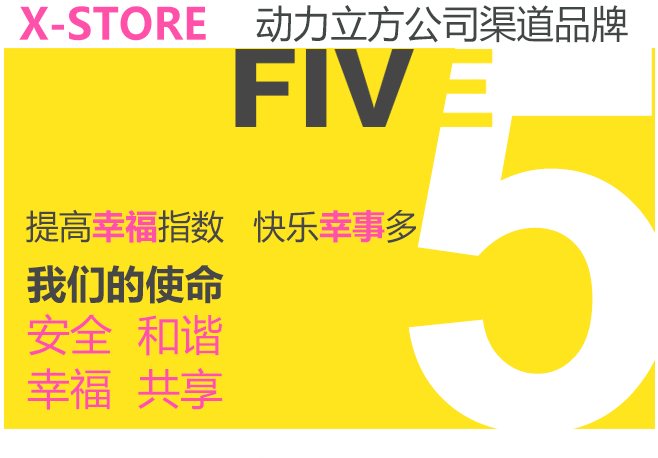 X-STORE 动力立方公司渠道品牌
FIVE
5
提高幸福指数 快乐幸事多
我们的使命
安全 和谐
幸福 共享